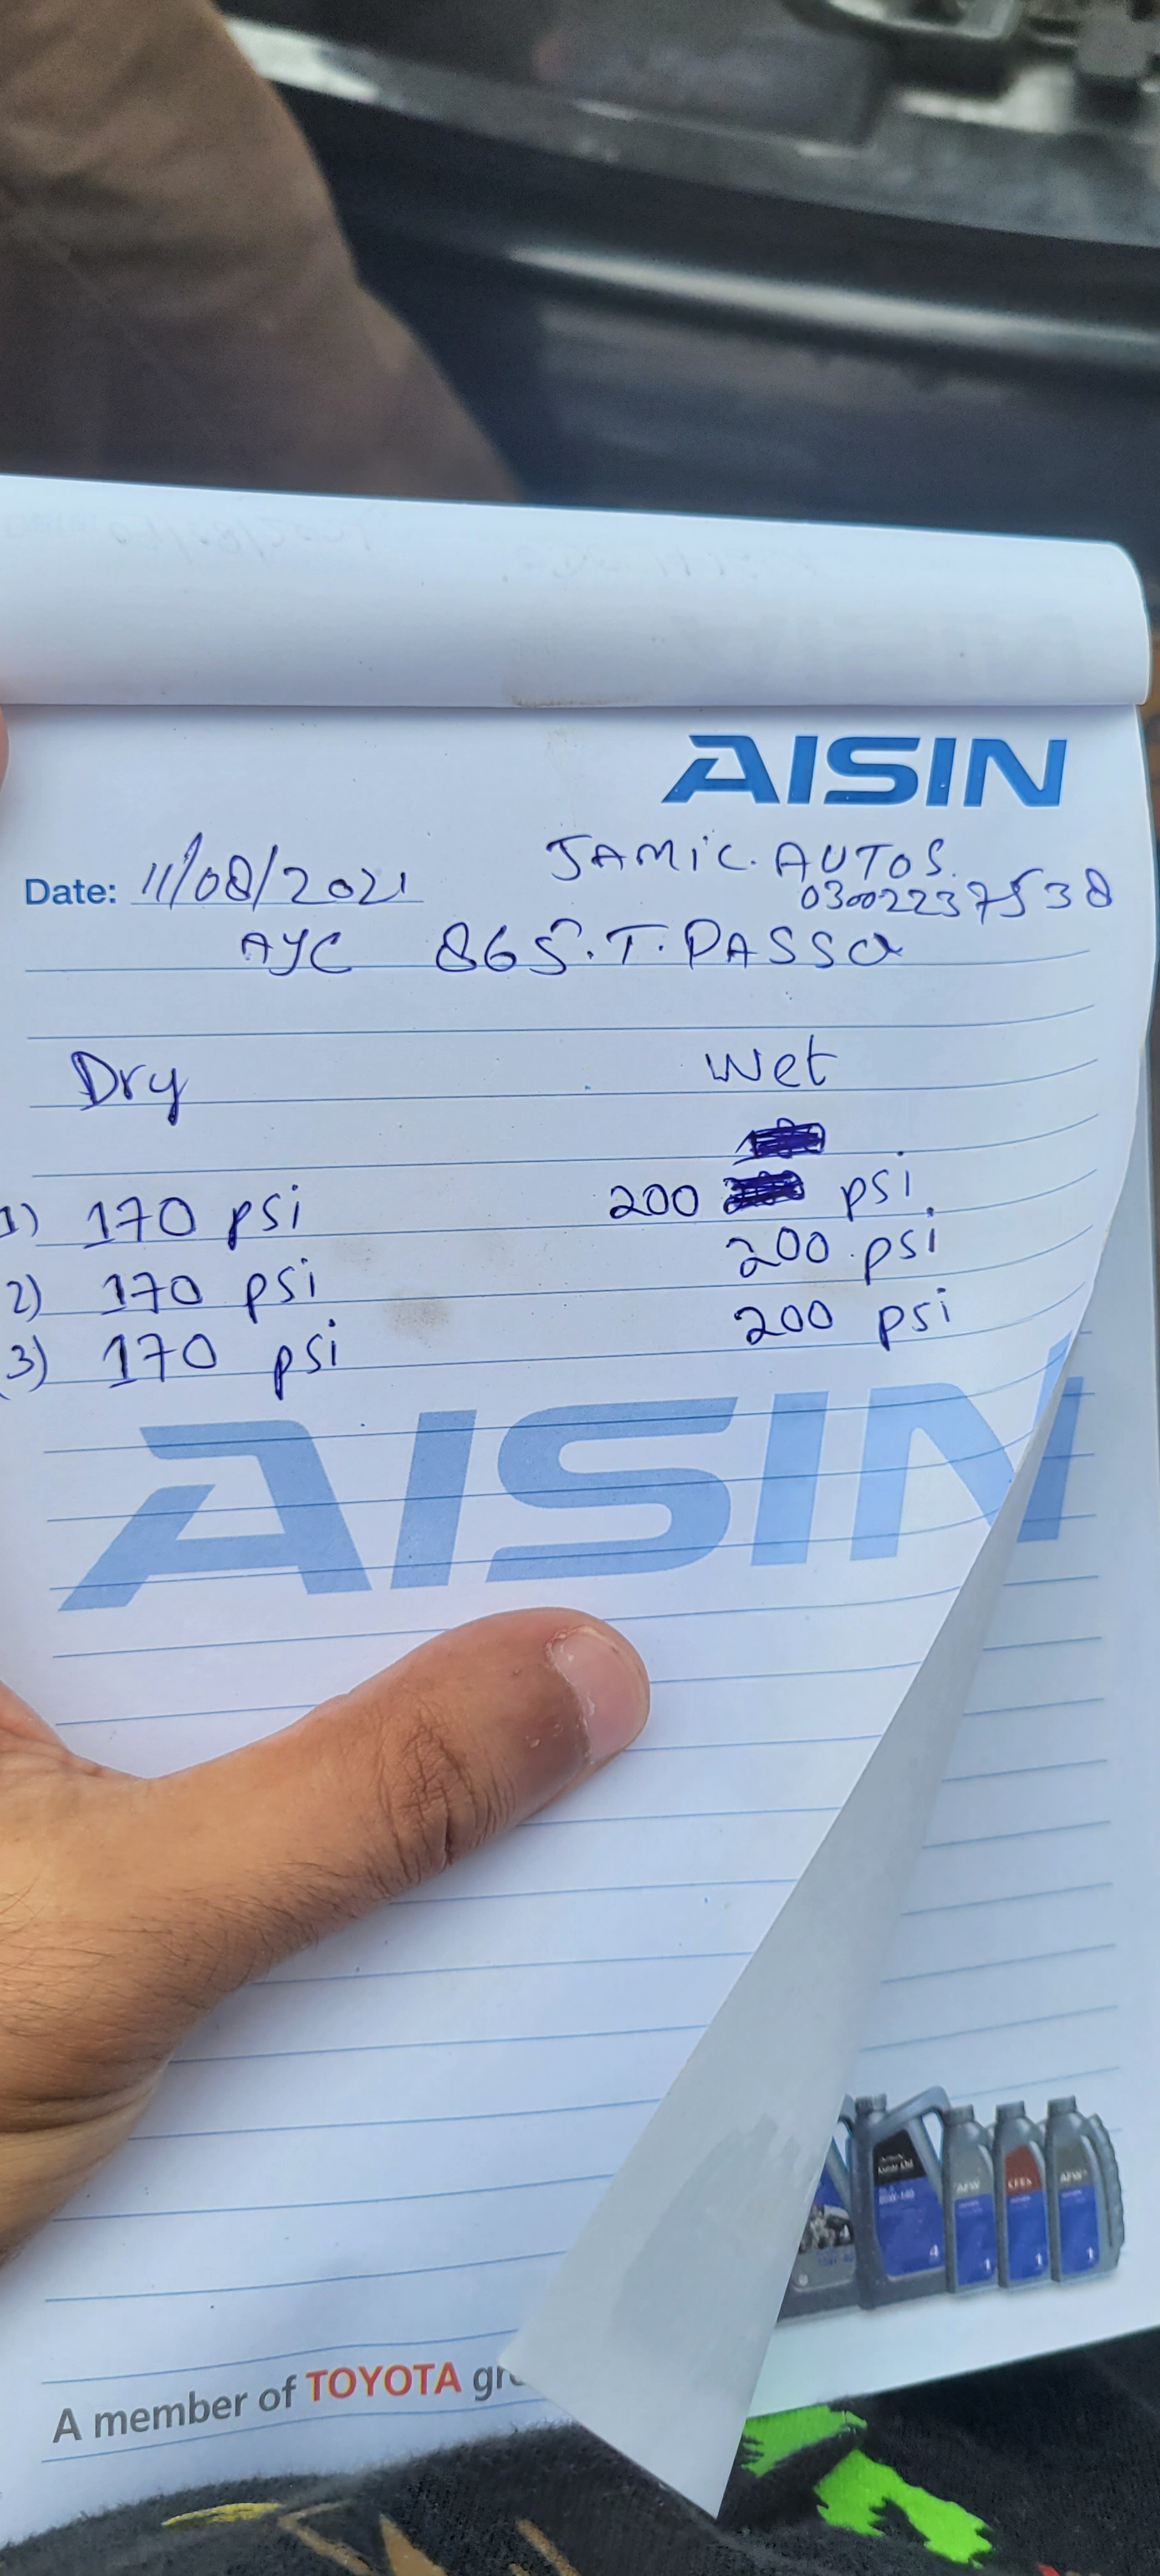 AISIN
JAMiC. AUTOS.
Date: 11/08/2021
03002237538
AYC 865.T.PASSO
Dry Wet
1) 170 psi 200 psi
2) 170 psi 200 psi
3) 170 psi 200 psi
AISIN
A member of TOYOTA